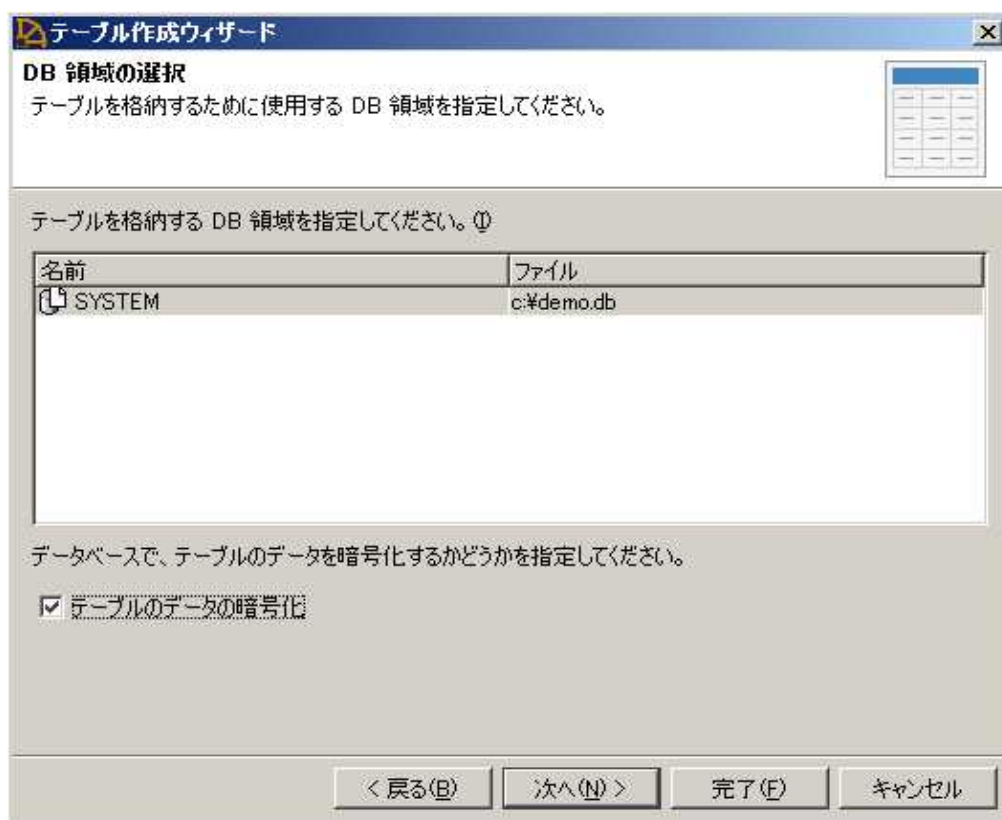 テーブル作成ウィザード
DB 領域の選択
テーブルを格納するために使用する DB 領域を指定してください。
テーブルを格納する DB 領域を指定してください。①
名前 ファイル
SYSTEM c:¥demo.db
データベースで、テーブルのデータを暗号化するかどうかを指定してください。
テーブルのデータの暗号化
< 戻る(B) 次へ(N) > 完了(F) キャンセル